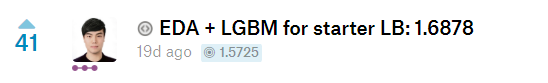 41
EDA + LGBM for starter LB: 1.6878
19d ago 1.5725